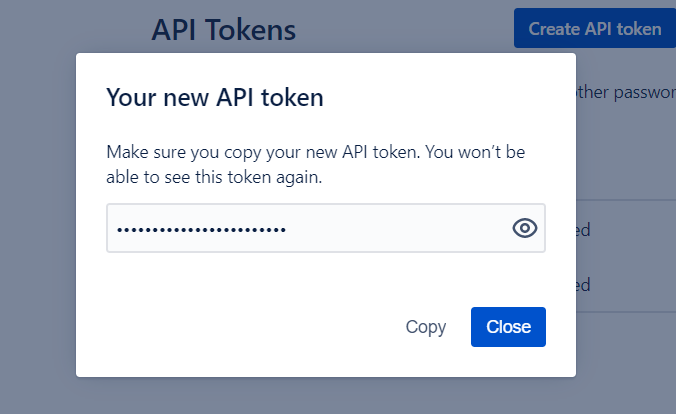 API Tokens
Create API token
other passwor
Your new API token
Make sure you copy your new API token. You won’t be
able to see this token again.
••••••••••••••••••••••••
ed
ed
Copy
Close